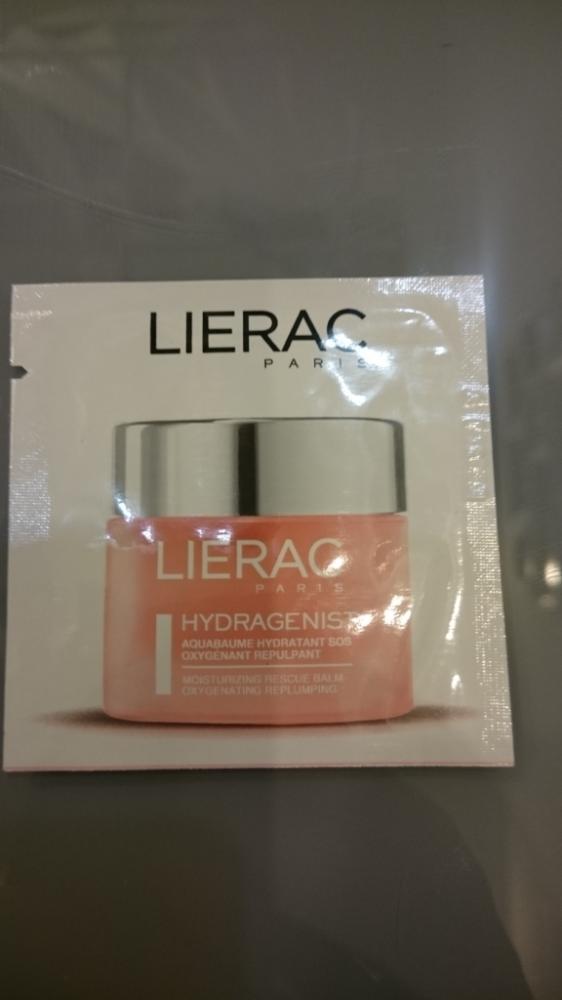 LIERAC
PARIS
LIERAC
PARIS
HYDRAGENIST
AQUABAUME HYDRATANT SOS
OXYGENANT REPULPANT
MOISTURIZING RESCUE BALM
OXYGENATING REPLUMPING